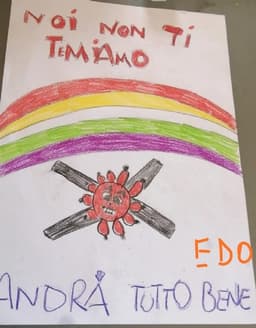 NOI NON TI
TEMIAMO
EDO
ANDRÀ TUTTO BENE